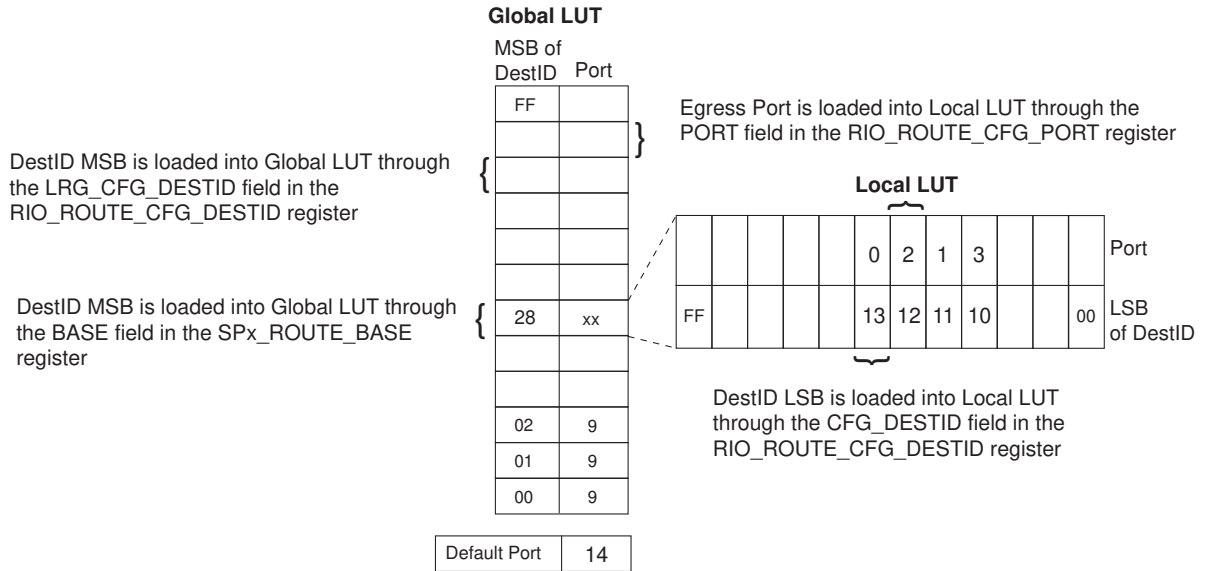 Global LUT
MSB of
DestID Port
FF
Egress Port is loaded into Local LUT through the
PORT field in the RIO_ROUTE_CFG_PORT register
}
DestID MSB is loaded into Global LUT through
the LRG_CFG_DESTID field in the
RIO_ROUTE_CFG_DESTID register
{
Local LUT
0 2 1 3 Port
DestID MSB is loaded into Global LUT through
the BASE field in the SPx_ROUTE_BASE
register
{
28 xx
FF 13 12 11 10 00 LSB
of DestID
DestID LSB is loaded into Local LUT
through the CFG_DESTID field in the
RIO_ROUTE_CFG_DESTID register
02 9
01 9
00 9
Default Port 14